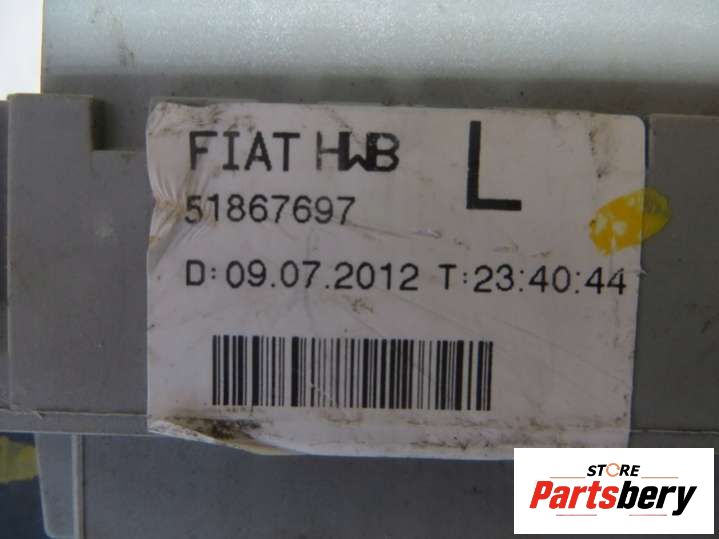 FIAT HWB L
51867697
D: 09.07.2012 T:23:40:44
STORE
Partsbery